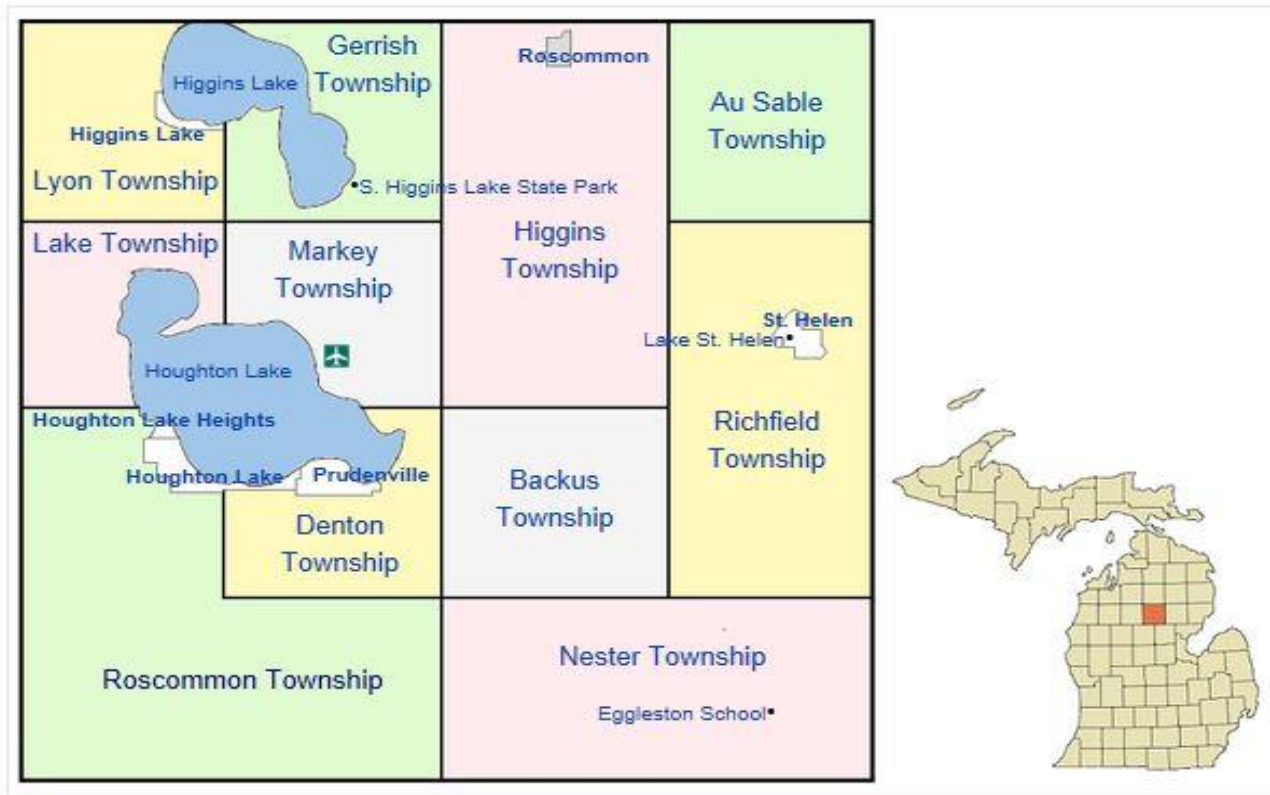 Gerrish
Township
Roscommon
Higgins Lake
Au Sable
Township
Higgins Lake
Lyon Township
S. Higgins Lake State Park
Lake Township
Markey
Township
Higgins
Township
St. Helen
Lake St. Helen
Houghton Lake
Houghton Lake Heights
Richfield
Township
Houghton Lake
Prudenville
Backus
Township
Denton
Township
Nester Township
Roscommon Township
Eggleston School